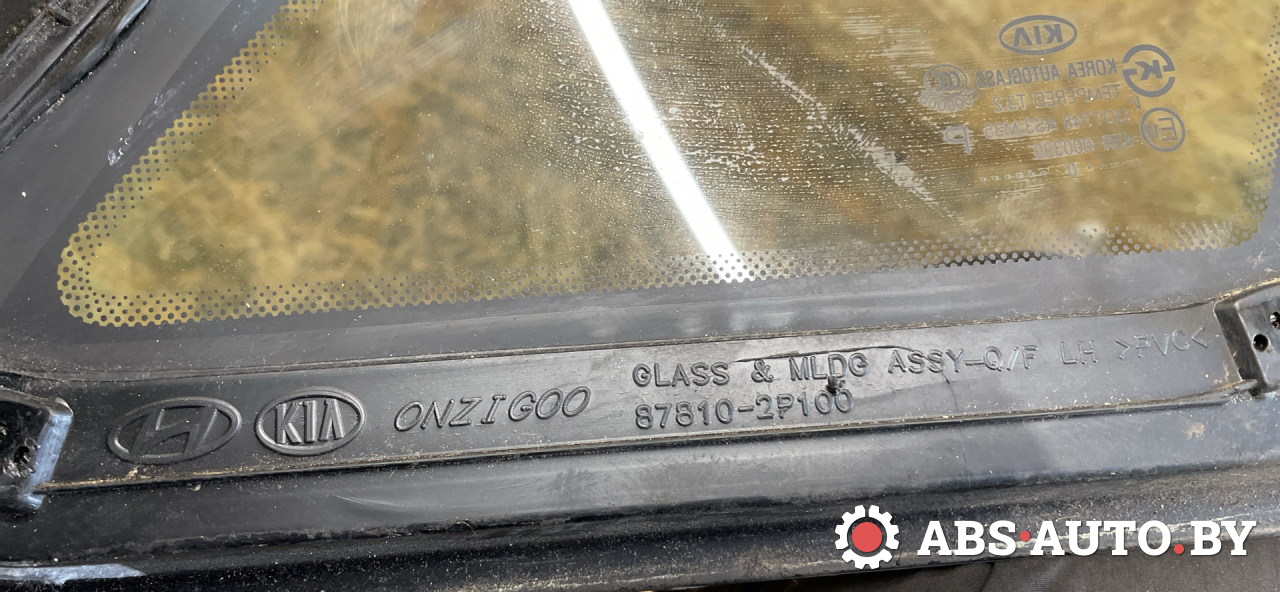 KIA
KOREA AUTOGLASS
TEMPERED
KIA
ONZIGOO
GLASS & MLDG ASSY-Q/F LH >PVC<
87810-2P100
ABS·AUTO.BY